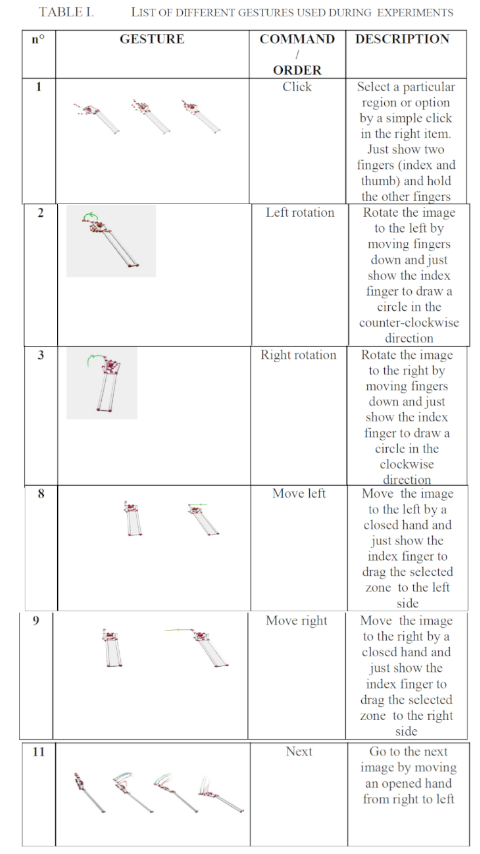 TABLE I. LIST OF DIFFERENT GESTURES USED DURING EXPERIMENTS
n° GESTURE COMMAND / ORDER DESCRIPTION
1 Click Select a particular
region or option
by a simple click
in the right item.
Just show two
fingers (index and
thumb) and hold
the other fingers
2 Left rotation Rotate the image
to the left by
moving fingers
down and just
show the index
finger to draw a
circle in the
counter-clockwise
direction
3 Right rotation Rotate the image
to the right by
moving fingers
down and just
show the index
finger to draw a
circle in the
clockwise
direction
8 Move left Move the image
to the left by a
closed hand and
just show the
index finger to
drag the selected
zone to the left
side
9 Move right Move the image
to the right by a
closed hand and
just show the
index finger to
drag the selected
zone to the right
side
11 Next Go to the next
image by moving
an opened hand
from right to left